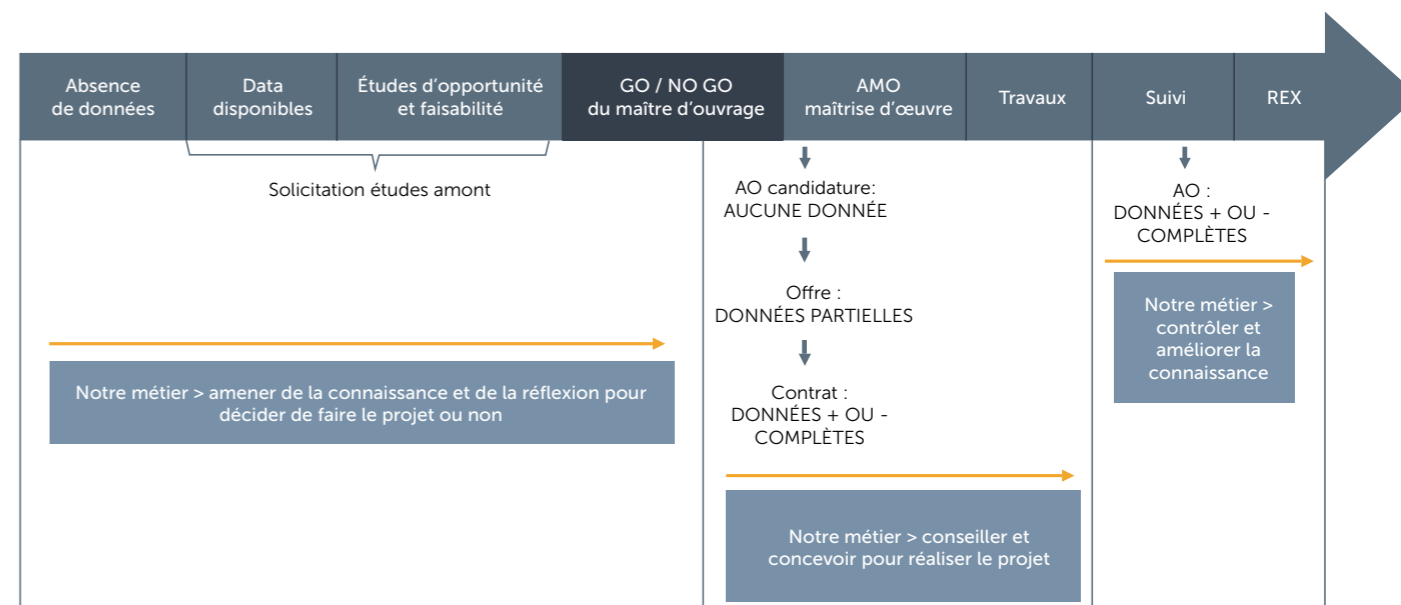 Absence
de données
Data
disponibles
Études d'opportunité
et faisabilité
GO / NO GO
du maître d'ouvrage
AMO
maîtrise d'œuvre
Travaux
Suivi
REX
Solicitation études amont
AO candidature:
AUCUNE DONNÉE
Offre :
DONNÉES PARTIELLES
Contrat :
DONNÉES + OU -
COMPLÈTES
AO :
DONNÉES + OU -
COMPLÈTES
Notre métier > amener de la connaissance et de la réflexion pour
décider de faire le projet ou non
Notre métier > conseiller et
concevoir pour réaliser le projet
Notre métier >
contrôler et
améliorer la
connaissance